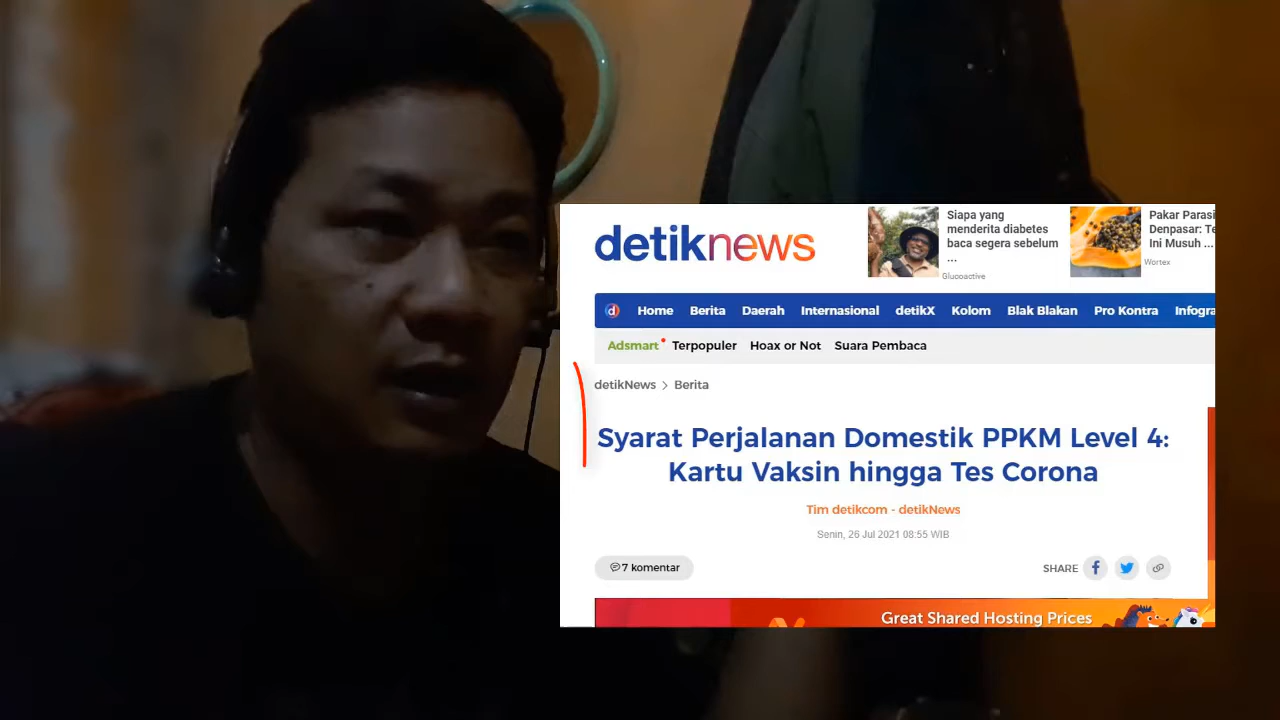 detiknews
Siapa yang
menderita diabetes
baca segera sebelum
...
Glucoactive
Pakar Parasi
Denpasar: Te
Ini Musuh ...
Wortex
d Home Berita Daerah Internasional detikX Kolom Blak Blakan Pro Kontra Infogra
Adsmart Terpopuler Hoax or Not Suara Pembaca
detikNews > Berita
Syarat Perjalanan Domestik PPKM Level 4:
Kartu Vaksin hingga Tes Corona
Tim detikcom - detikNews
Senin, 26 Jul 2021 08:55 WIB
7 komentar
SHARE
Great Shared Hosting Prices